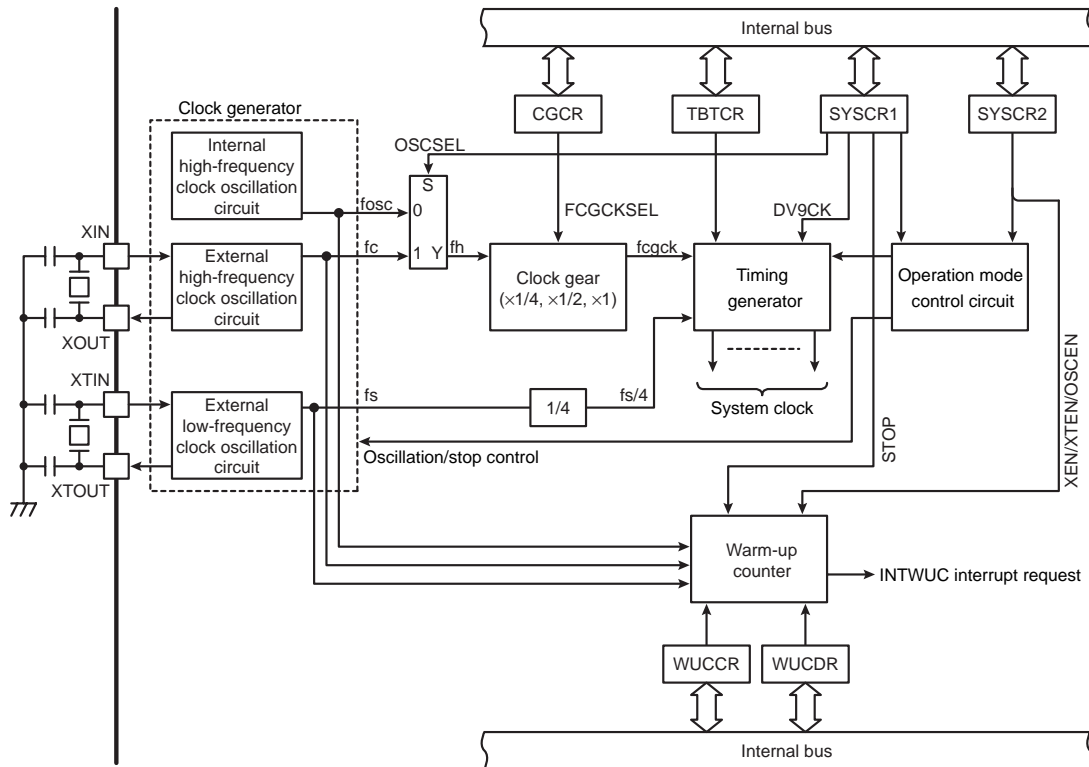 Internal bus
Clock generator
CGCR
TBTCR
SYSCR1
SYSCR2
Internal
high-frequency
clock oscillation
circuit
OSCSEL
S
fosc
0
FCGCKSEL
DV9CK
XIN
External
high-frequency
clock oscillation
circuit
fc
1 Y
fh
Clock gear
(×1/4, ×1/2, ×1)
fcgck
Timing
generator
Operation mode
control circuit
XOUT
XTIN
External
low-frequency
clock oscillation
circuit
fs
1/4
fs/4
System clock
STOP
XEN/XTEN/OSCEN
Oscillation/stop control
XTOUT
Warm-up
counter
INTWUC interrupt request
WUCCR
WUCDR
Internal bus